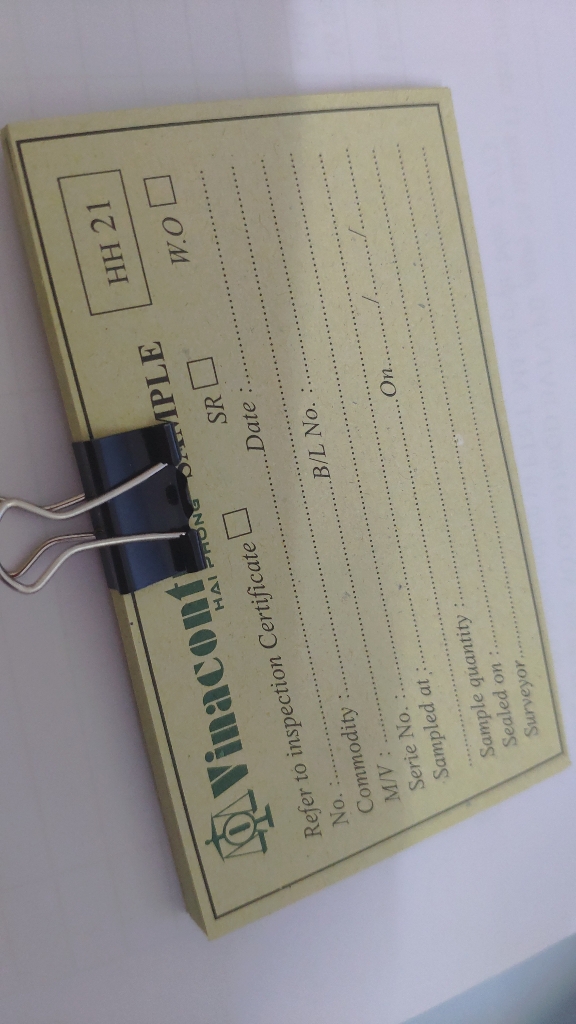 Vinacont SAMPLE HH 21
HAI PHONG
Refer to inspection Certificate □ SR □ W.O □
No. :........................Date :........................
Commodity :........................
M/V :........................B/L No. :........................
Serie No. :........................
Sampled at :........................On....../....../......
........................
Sample quantity :........................
Sealed on :........................
Surveyor........................